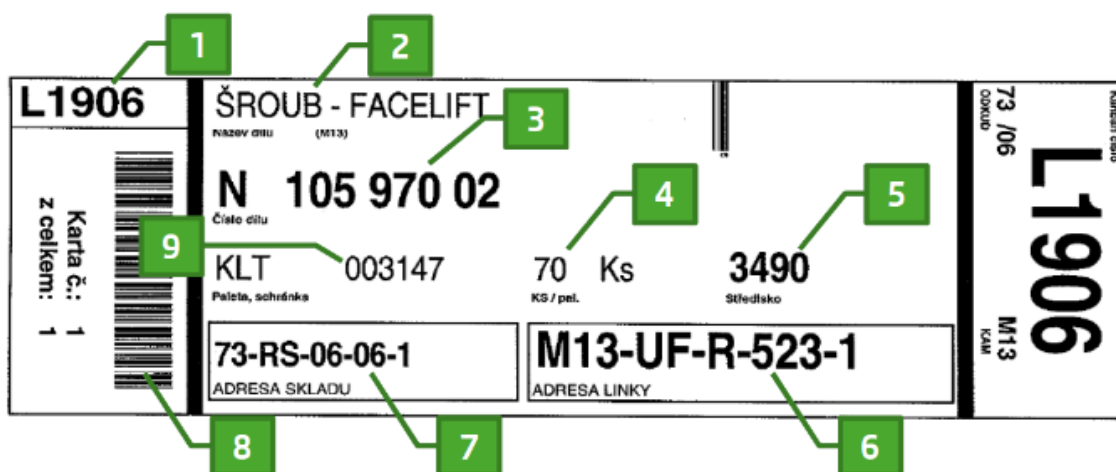 1
2
L1906
ŠROUB - FACELIFT
Název dílu (M13)
3
N 105 970 02
Číslo dílu
4
5
9
KLT 003147 70 Ks 3490
Paleta, schránka KS / pal. Středisko
73-RS-06-06-1
ADRESA SKLADU
M13-UF-R-523-1
ADRESA LINKY
8
7
6
Karta č.: 1
z celkem: 1
73 /06
ODKUD
L1906
M13
KAM